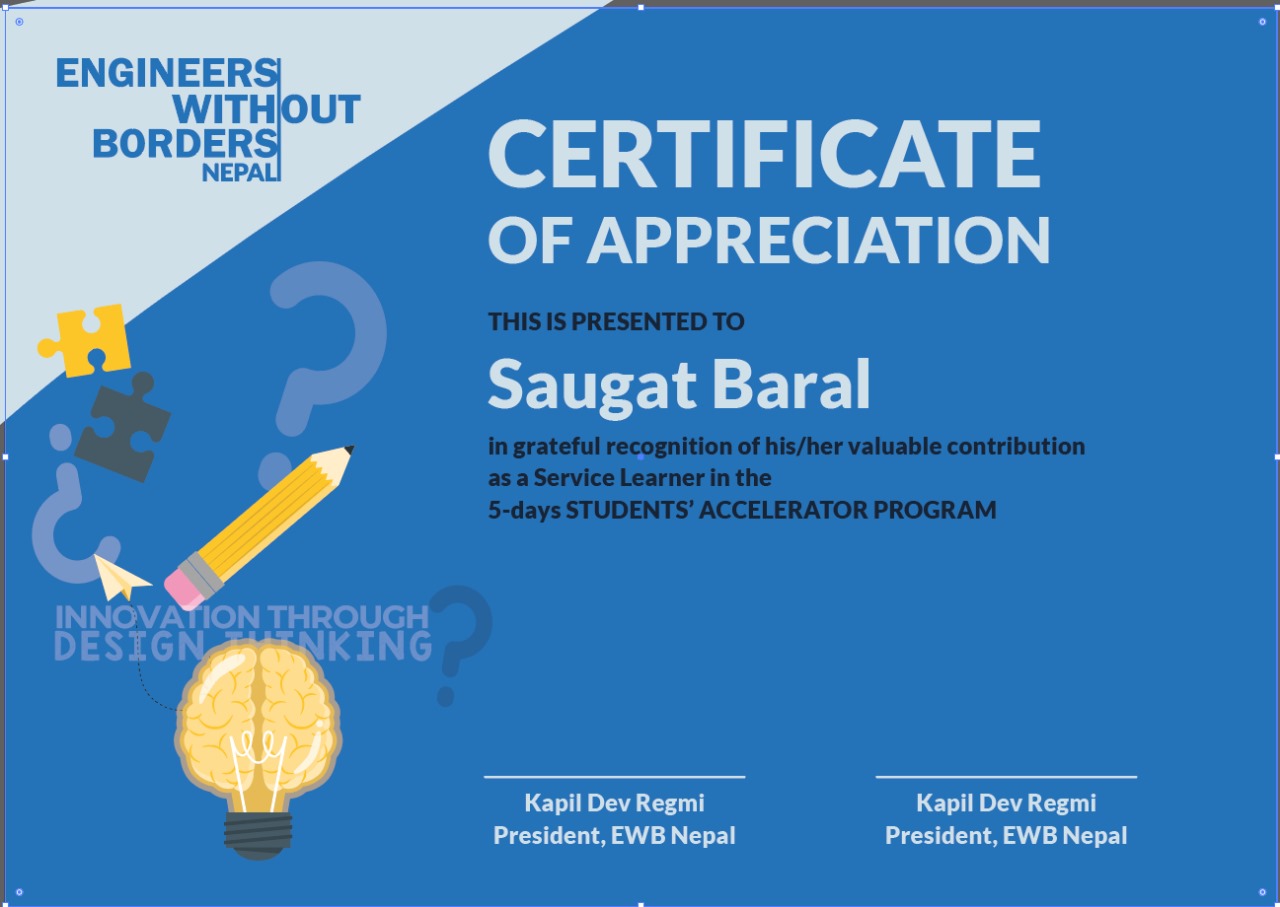 ENGINEERS
WITHOUT
BORDERS
NEPAL
CERTIFICATE
OF APPRECIATION
THIS IS PRESENTED TO
Saugat Baral
in grateful recognition of his/her valuable contribution
as a Service Learner in the
5-days STUDENTS’ ACCELERATOR PROGRAM
INNOVATION THROUGH
DESIGN THINKING
Kapil Dev Regmi
President, EWB Nepal
Kapil Dev Regmi
President, EWB Nepal